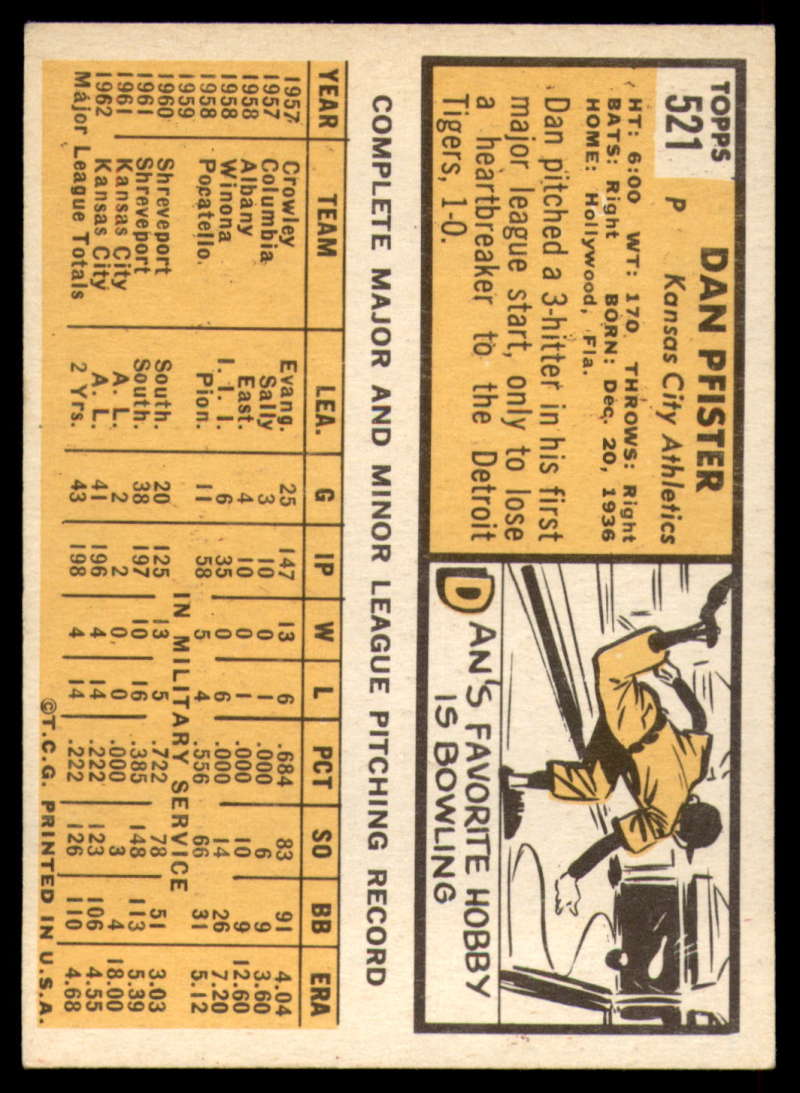 TOPPS
521
DAN PFISTER
P Kansas City Athletics
HT: 6:00 WT: 170 THROWS: Right
BATS: Right BORN: Dec. 20, 1936
HOME: Hollywood, Fla.
Dan pitched a 3-hitter in his first
major league start, only to lose
a heartbreaker to the Detroit
Tigers, 1-0.
DAN'S FAVORITE HOBBY
IS BOWLING
COMPLETE MAJOR AND MINOR LEAGUE PITCHING RECORD
YEAR TEAM LEA. G IP W L PCT SO BB ERA
1957 Crowley Evang. 25 147 13 6 .684 83 91 4.04
1957 Columbia Sally 3 10 0 1 .000 6 9 3.60
1958 Albany East. 4 10 0 1 .000 10 9 12.60
1958 Winona I. I. I. 6 35 0 6 .000 14 26 7.20
1958 Pocatello Pion. 11 58 5 4 .556 66 31 5.12
1959 IN MILITARY SERVICE
1960 Shreveport South. 20 125 13 5 .722 78 51 3.03
1961 Shreveport South. 38 197 10 16 .385 148 113 5.39
1961 Kansas City A. L. 2 2 0 0 .000 3 4 18.00
1962 Kansas City A. L. 41 196 4 14 .222 123 106 4.55
Major League Totals 2 Yrs. 43 198 4 14 .222 126 110 4.68
©T.C.G. PRINTED IN U.S.A.